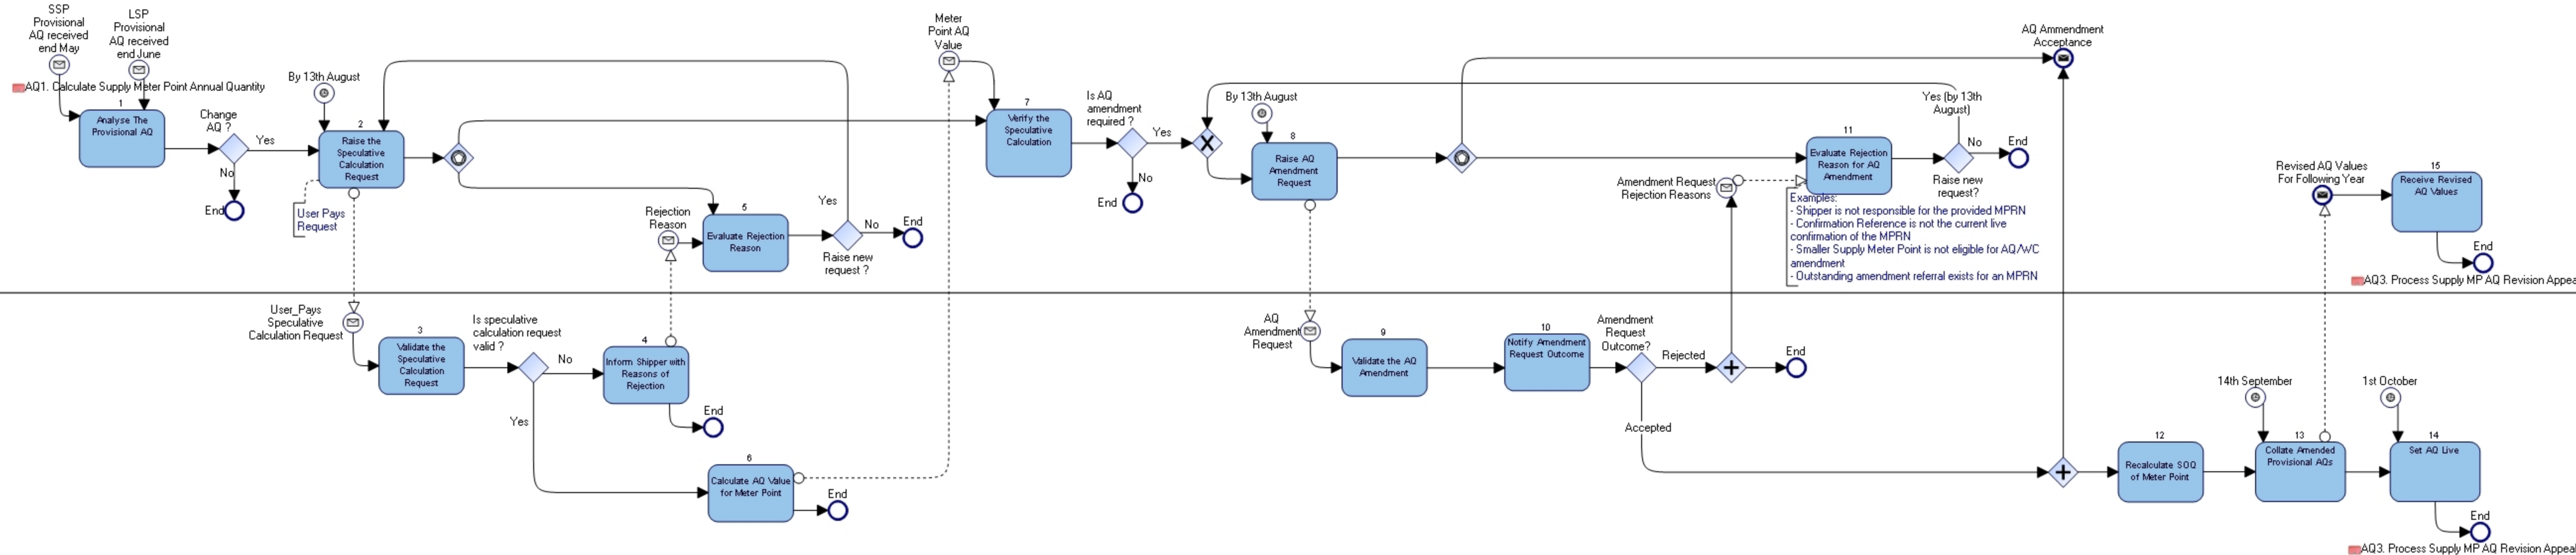 SSP
Provisional
AQ received
end May
LSP
Provisional
AQ received
end June
AQ1. Calculate Supply Meter Point Annual Quantity
1
Analyse The
Provisional AQ
Change
AQ ?
Yes
No
End
By 13th August
2
Raise the
Speculative
Calculation
Request
User Pays
Request
Rejection
Reason
5
Evaluate Rejection
Reason
Yes
No
End
Raise new
request ?
Meter
Point AQ
Value
7
Verify the
Speculative
Calculation
Is AQ
amendment
required ?
Yes
No
End
By 13th August
8
Raise AQ
Amendment
Request
Amendment Request
Rejection Reasons
11
Evaluate Rejection
Reason for AQ
Amendment
Examples:
- Shipper is not responsible for the provided MPRN
- Confirmation Reference is not the current live
confirmation of the MPRN
- Smaller Supply Meter Point is not eligible for AQ/WC
amendment
- Outstanding amendment referral exists for an MPRN
Yes (by 13th
August)
No
End
Raise new
request?
AQ Ammendment
Acceptance
Revised AQ Values
For Following Year
15
Receive Revised
AQ Values
End
AQ3. Process Supply MP AQ Revision Appea
User_Pays
Speculative
Calculation Request
3
Validate the
Speculative
Calculation
Request
Is speculative
calculation request
valid ?
No
Yes
4
Inform Shipper with
Reasons of
Rejection
End
6
Calculate AQ Value
for Meter Point
End
AQ
Amendment
Request
9
Validate the AQ
Amendment
10
Notify Amendment
Request Outcome
Amendment
Request
Outcome?
Rejected
End
Accepted
12
Recalculate SOQ
of Meter Point
14th September
13
Collate Amended
Provisional AQs
1st October
14
Set AQ Live
End
AQ3. Process Supply MP AQ Revision Appea